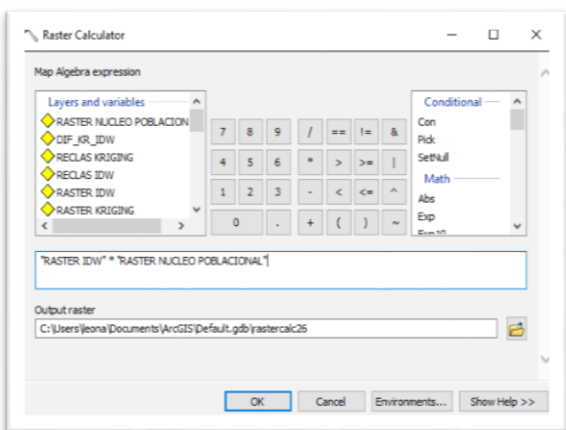 Raster Calculator
Map Algebra expression
Layers and variables
RASTER NUCLEO POBLACION
DIF_KR_IDW
RECLAS KRIGING
RECLAS IDW
RASTER IDW
RASTER KRIGING
7 8 9 / == != &
4 5 6 * > >= |
1 2 3 - < <= ^
0 . + ( ) ~
Conditional
Con
Pick
SetNull
Math
Abs
Exp
Exp10
"RASTER IDW" * "RASTER NUCLEO POBLACIONAL"
Output raster
C:\Users\leona\Documents\ArcGIS\Default.gdb\rastercalc26
OK Cancel Environments... Show Help >>